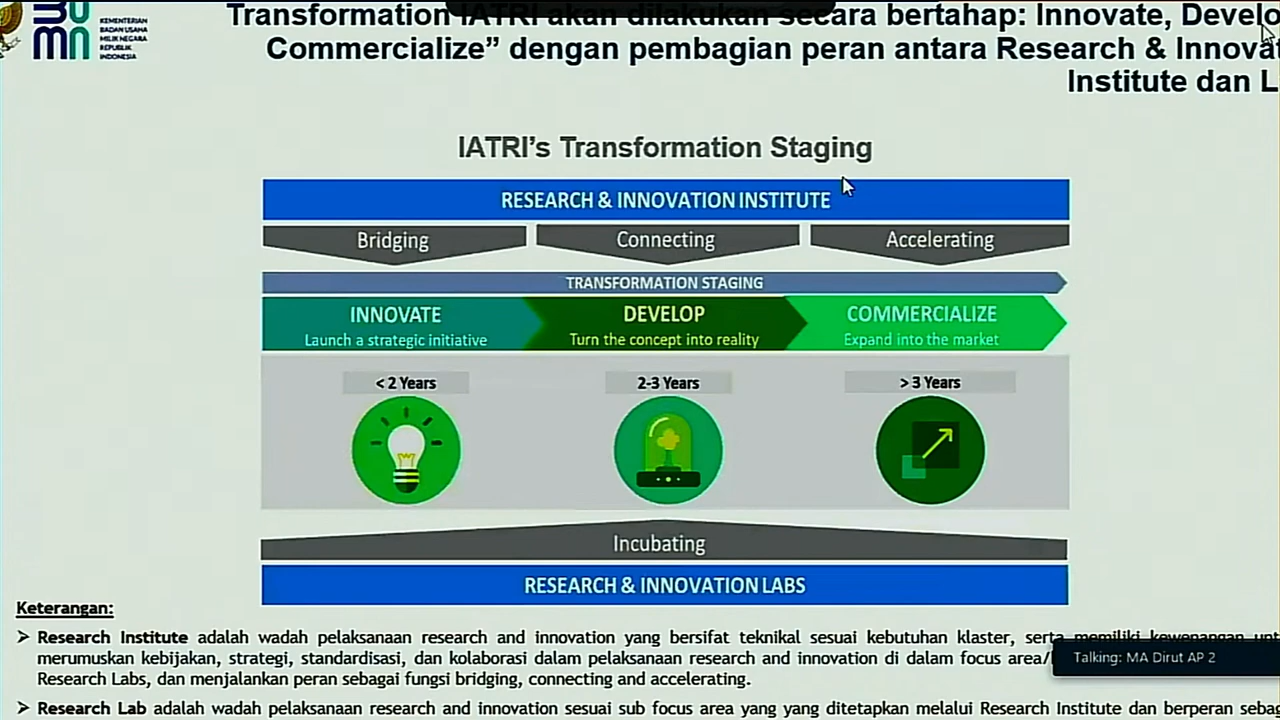 KEMENTERIAN
BADAN USAHA
MILIK NEGARA
REPUBLIK
INDONESIA
Transformation IATRI akan dilakukan secara bertahap: Innovate, Develo
Commercialize” dengan pembagian peran antara Research & Innovat
Institute dan L
IATRI’s Transformation Staging
RESEARCH & INNOVATION INSTITUTE
Bridging Connecting Accelerating
TRANSFORMATION STAGING
INNOVATE DEVELOP COMMERCIALIZE
Launch a strategic initiative Turn the concept into reality Expand into the market
< 2 Years 2-3 Years > 3 Years
Incubating
RESEARCH & INNOVATION LABS
Keterangan:
➢ Research Institute adalah wadah pelaksanaan research and innovation yang bersifat teknikal sesuai kebutuhan klaster, serta memiliki kewenangan unt
merumuskan kebijakan, strategi, standardisasi, dan kolaborasi dalam pelaksanaan research and innovation di dalam focus area/
Research Labs, dan menjalankan peran sebagai fungsi bridging, connecting and accelerating.
Talking: MA Dirut AP 2
➢ Research Lab adalah wadah pelaksanaan research and innovation sesuai sub focus area yang yang ditetapkan melalui Research Institute dan berperan sebag